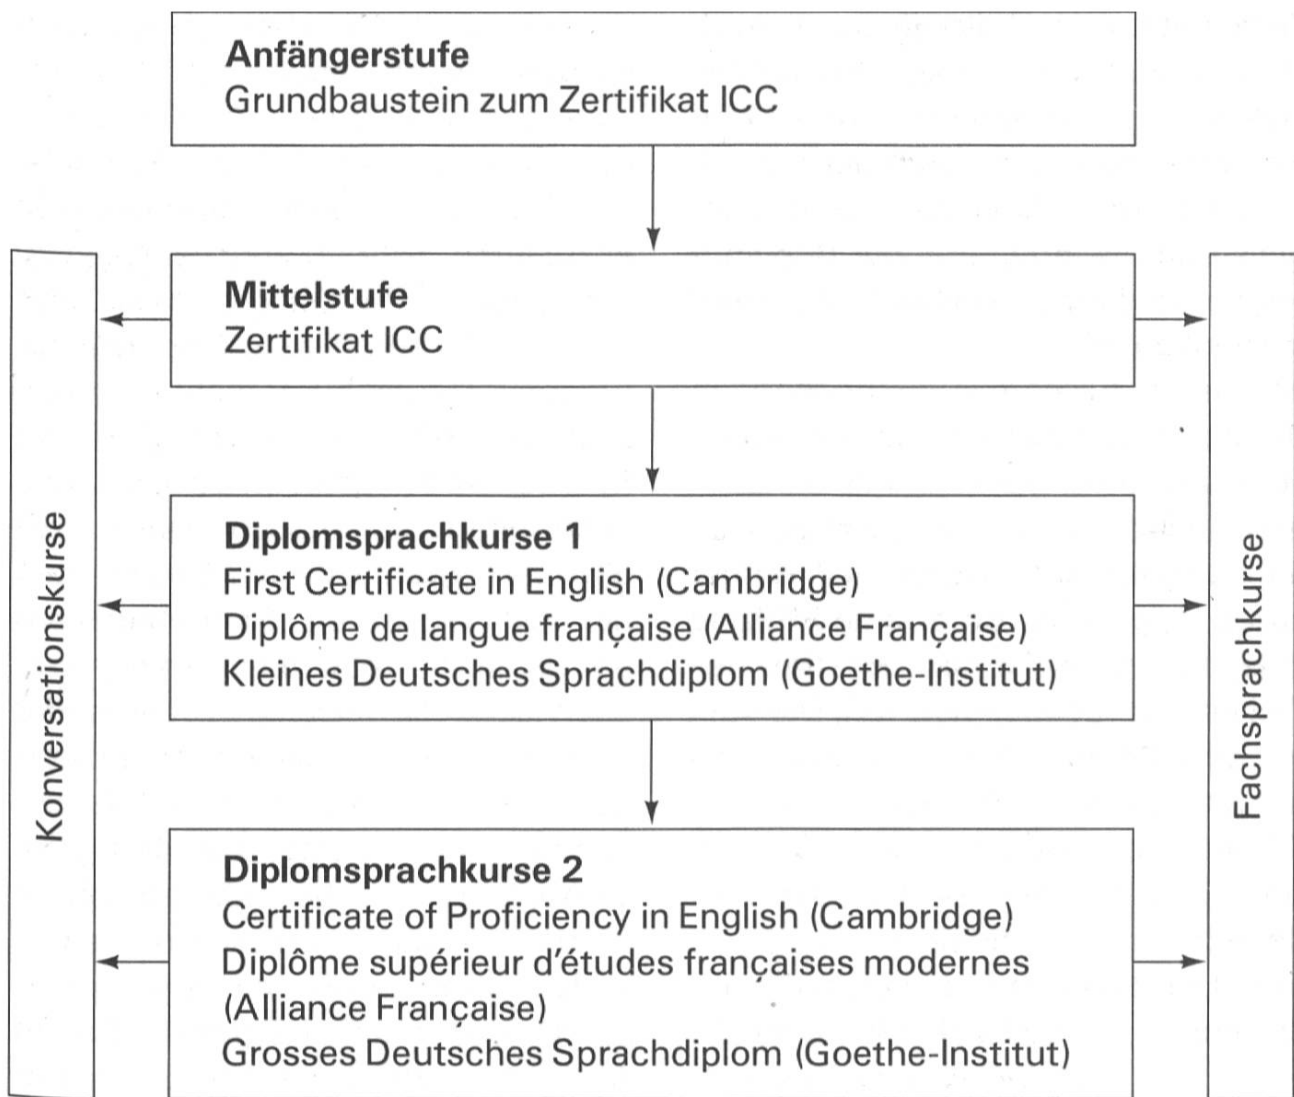 Anfängerstufe
Grundbaustein zum Zertifikat ICC
Mittelstufe
Zertifikat ICC
Diplomsprachkurse 1
First Certificate in English (Cambridge)
Diplôme de langue française (Alliance Française)
Kleines Deutsches Sprachdiplom (Goethe-Institut)
Diplomsprachkurse 2
Certificate of Proficiency in English (Cambridge)
Diplôme supérieur d'études françaises modernes
(Alliance Française)
Grosses Deutsches Sprachdiplom (Goethe-Institut)
Konversationskurse
Fachsprachkurse